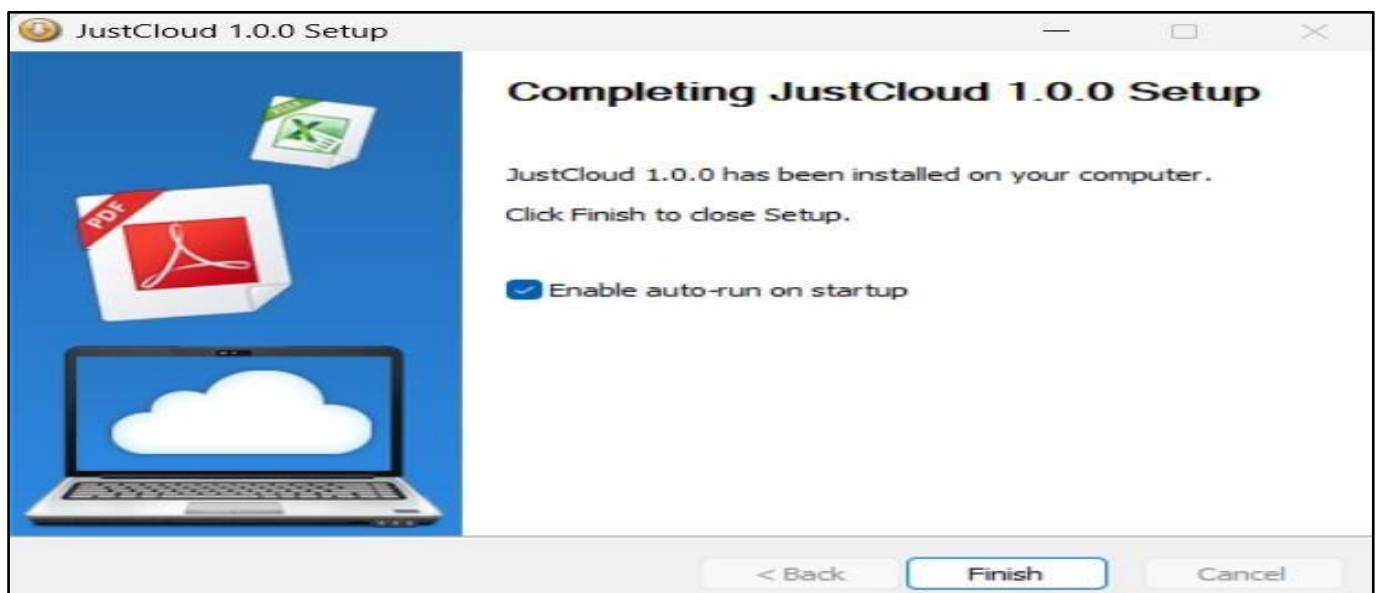 JustCloud 1.0.0 Setup
Completing JustCloud 1.0.0 Setup
JustCloud 1.0.0 has been installed on your computer.
Click Finish to close Setup.
Enable auto-run on startup
PDF
< Back
Finish
Cancel